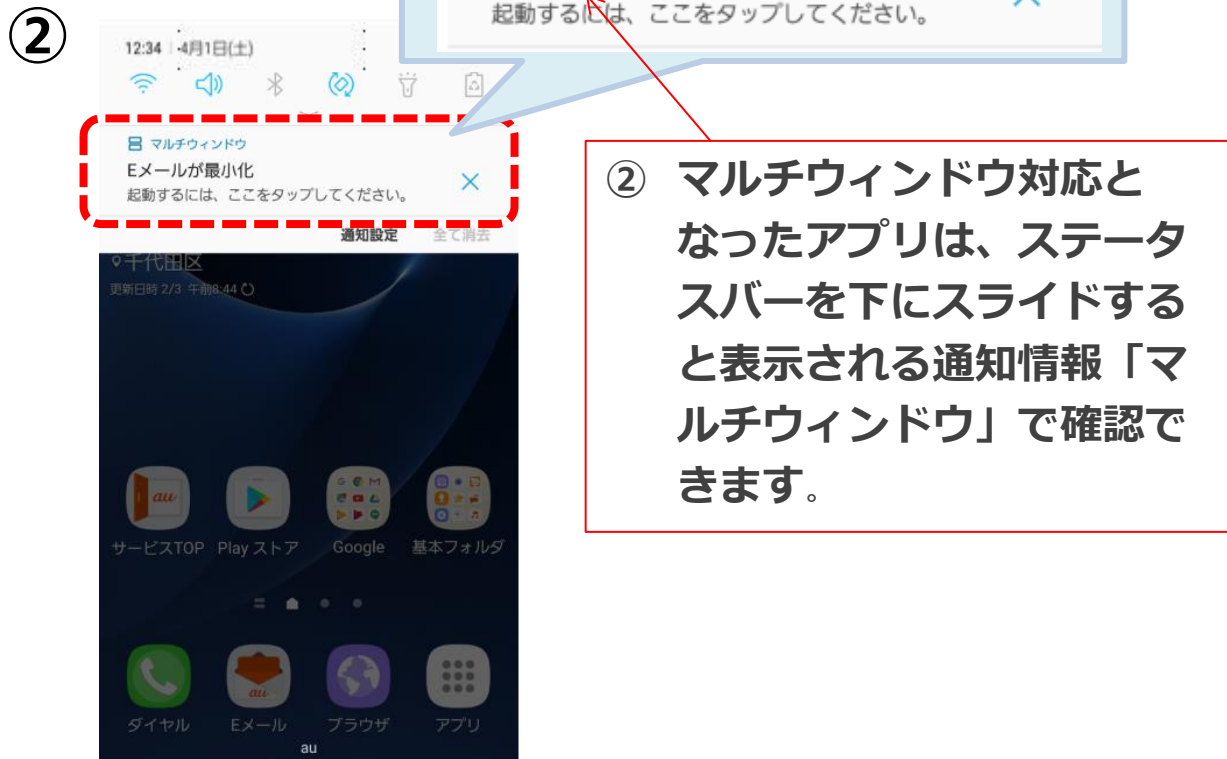 ②
起動するには、ここをタップしてください。
12:34 4月1日(土)
マルチウィンドウ
Eメールが最小化
起動するには、ここをタップしてください。
通知設定 全て消去
千代田区
更新日時 2/3 午前8:44
② マルチウィンドウ対応と
なったアプリは、ステータ
スバーを下にスライドする
と表示される通知情報「マ
ルチウィンドウ」で確認で
きます。
au
サービスTOP Play ストア Google 基本フォルダ
au
ダイヤル Eメール ブラウザ アプリ
au